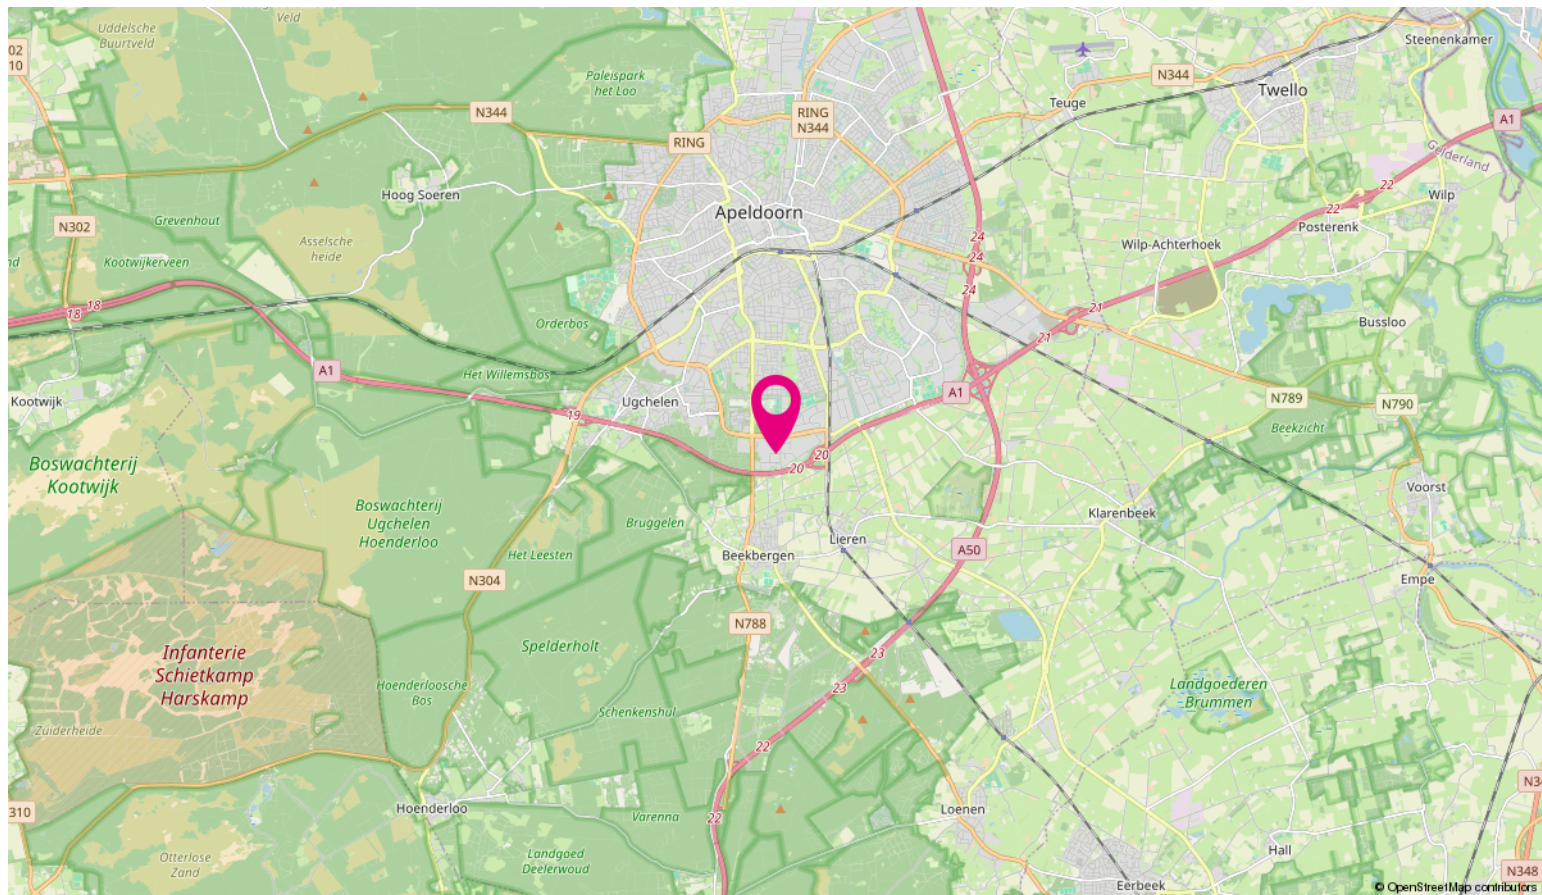 Uddelsche
Buurtveld
Veld
Steenenkamer
02
10
Paleispark
het Loo
N344
Teuge
Twello
N344
RING
N344
A1
RING
Gelderland
22
Hoog Soeren
Wilp
Grevenhout
N302
Apeldoorn
22
Posterenk
Asselsche
heide
24
Wilp-Achterhoek
24
nd
Kootwijkerveen
24
18
18
21
Orderbos
21
Bussloo
A1
Het Willemsbos
A1
Kootwijk
Ugchelen
N789
N790
19
Beekzicht
20
Boswachterij
Kootwijk
20
Voorst
Boswachterij
Ugchelen
Hoenderloo
Klarenbeek
Bruggelen
Lieren
Het Leesten
Beekbergen
A50
N304
Empe
N788
Spelderholt
Infanterie
Schietkamp
Harskamp
23
Hoenderloosche
Bos
23
Landgoederen
Brummen
Schenkenshul
Zuiderheide
22
N34
Hoenderloo
310
Varenna
22
Loenen
Otterlose
Zand
Landgoed
Deelerwoud
Hall
N348
Eerbeek
© OpenStreetMap contributors